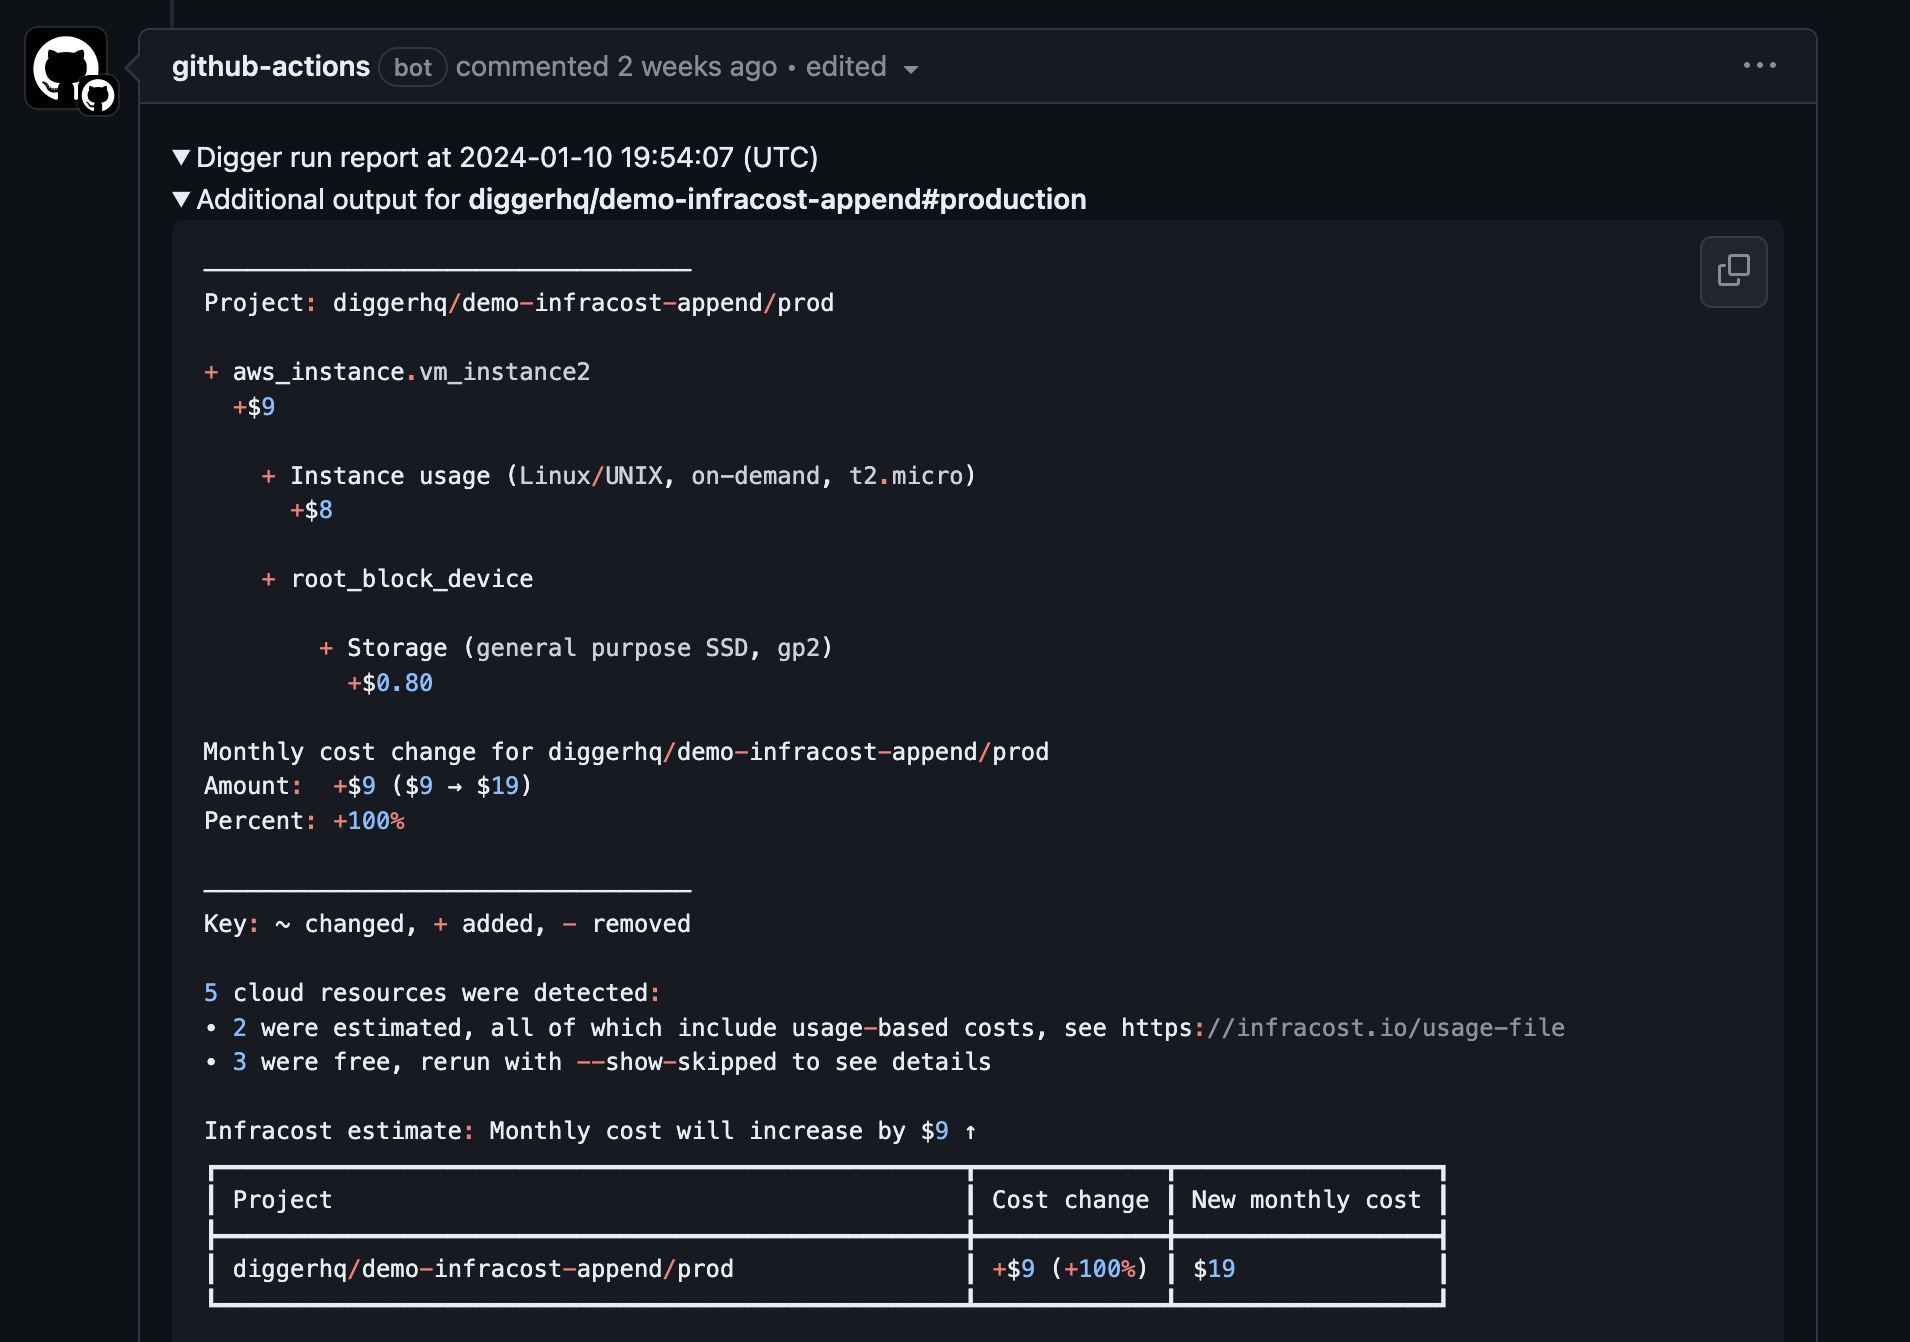 github-actions bot commented 2 weeks ago • edited
Digger run report at 2024-01-10 19:54:07 (UTC)
Additional output for diggerhq/demo-infracost-append#production
Project: diggerhq/demo-infracost-append/prod
+ aws_instance.vm_instance2
+$9
+ Instance usage (Linux/UNIX, on-demand, t2.micro)
+$8
+ root_block_device
+ Storage (general purpose SSD, gp2)
+$0.80
Monthly cost change for diggerhq/demo-infracost-append/prod
Amount:  +$9 ($9 → $19)
Percent: +100%
Key: ~ changed, + added, - removed
5 cloud resources were detected:
• 2 were estimated, all of which include usage-based costs, see https://infracost.io/usage-file
• 3 were free, rerun with --show-skipped to see details
Infracost estimate: Monthly cost will increase by $9 ↑
Project Cost change New monthly cost
diggerhq/demo-infracost-append/prod +$9 (+100%) $19